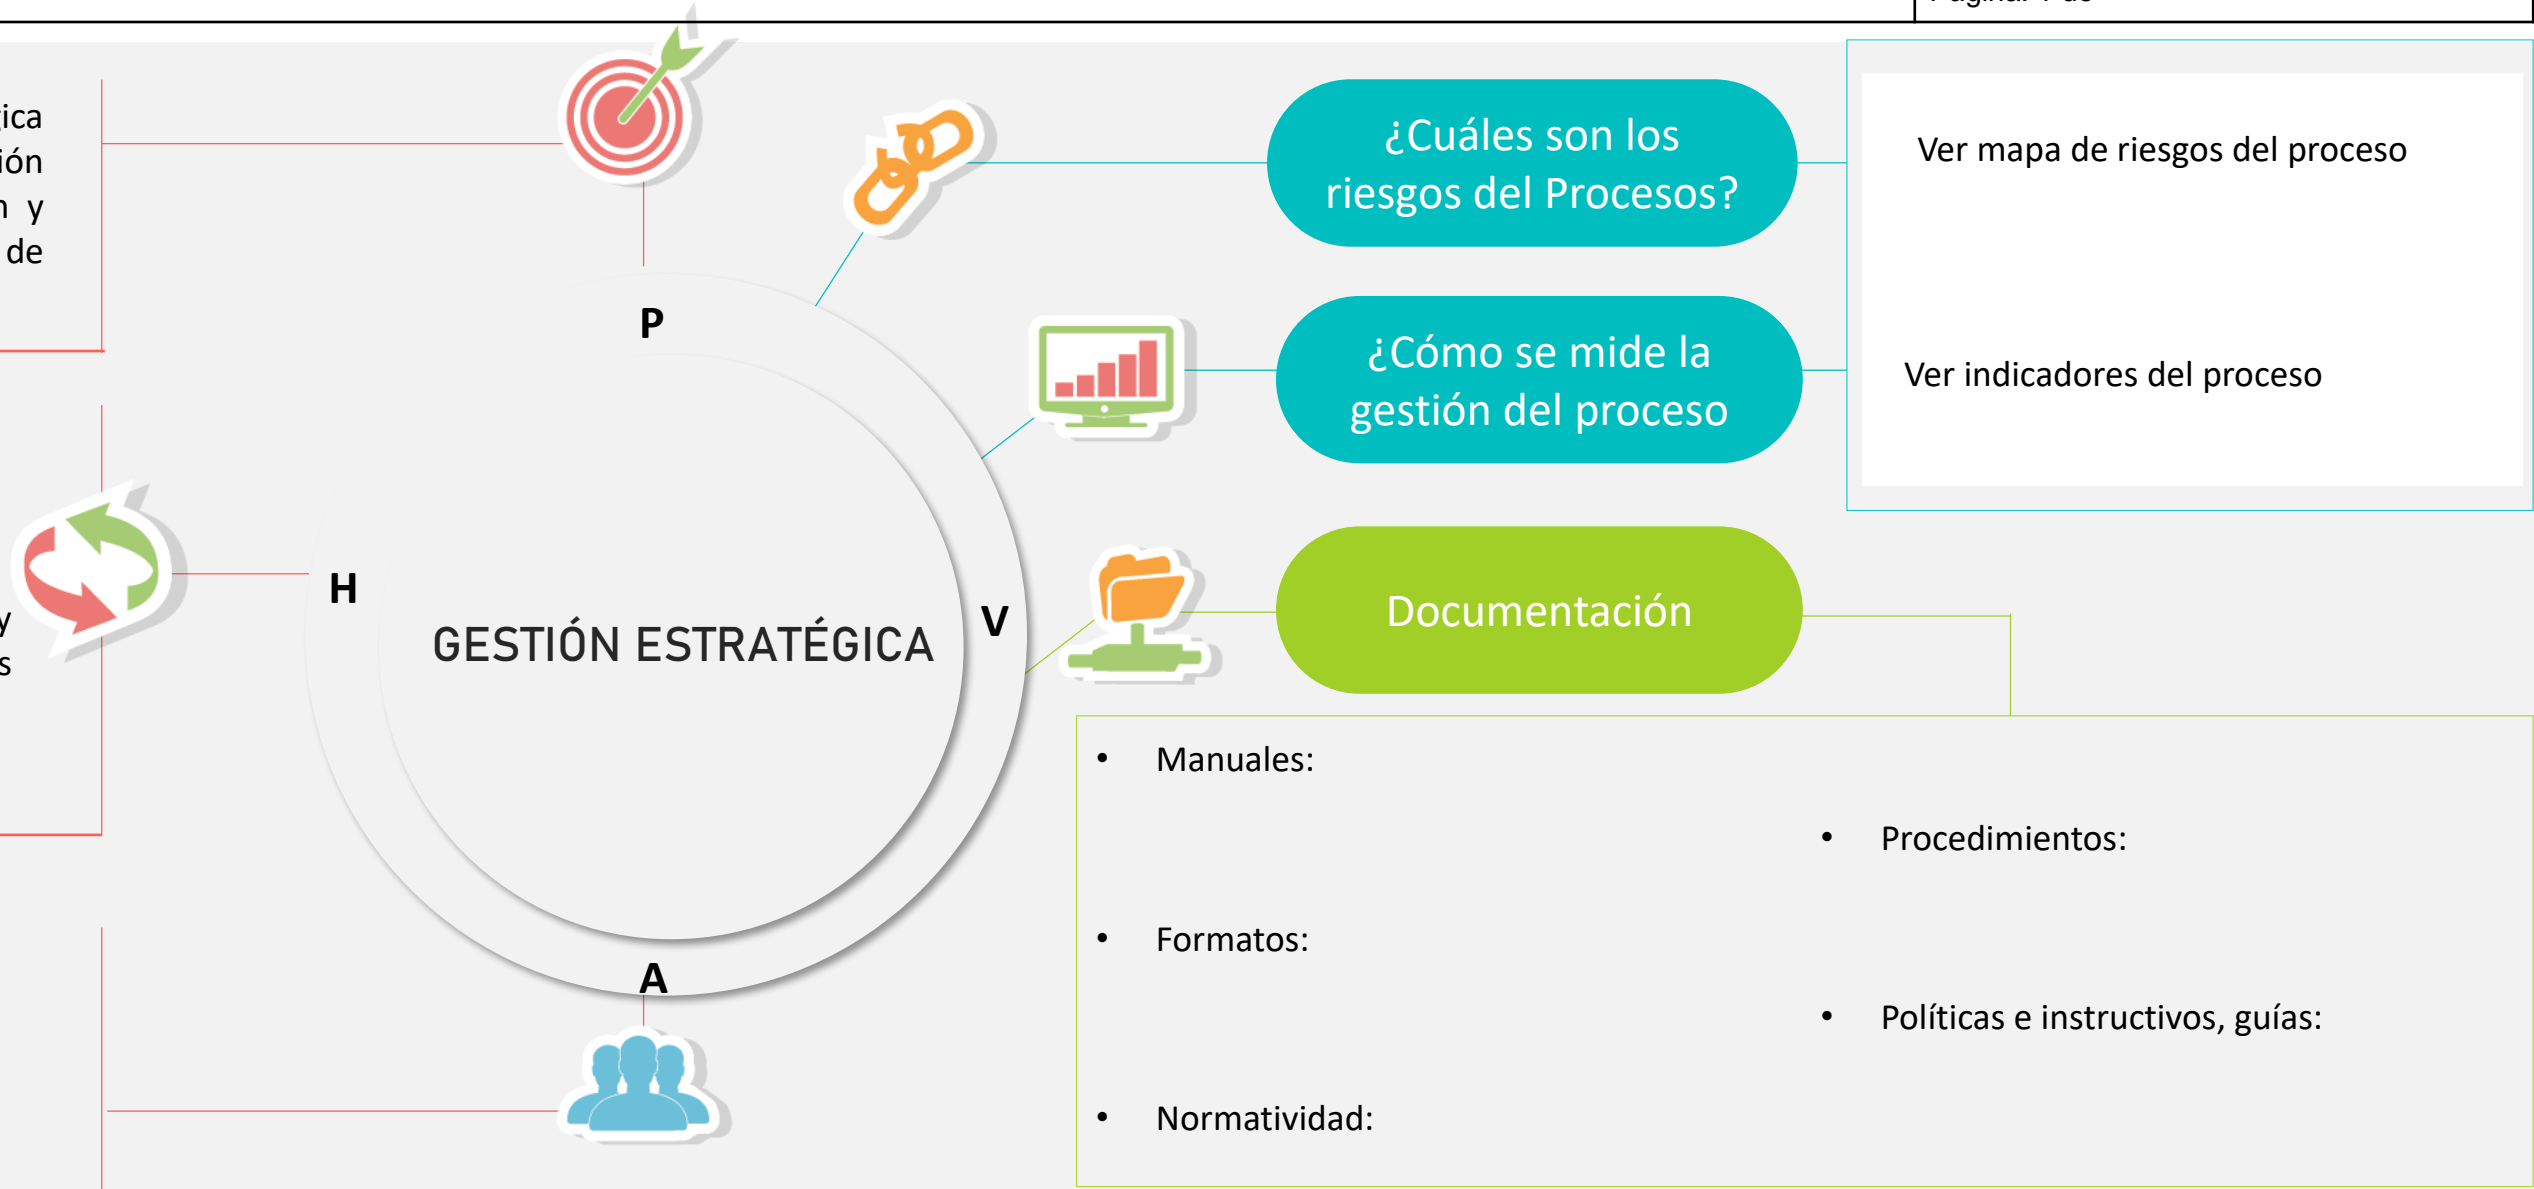 ica
ión
n y
de
y
s
P
H
V
A
GESTIÓN ESTRATÉGICA
¿Cuáles son los
riesgos del Procesos?
Ver mapa de riesgos del proceso
¿Cómo se mide la
gestión del proceso
Ver indicadores del proceso
Documentación
• Manuales:
• Formatos:
• Normatividad:
• Procedimientos:
• Políticas e instructivos, guías: